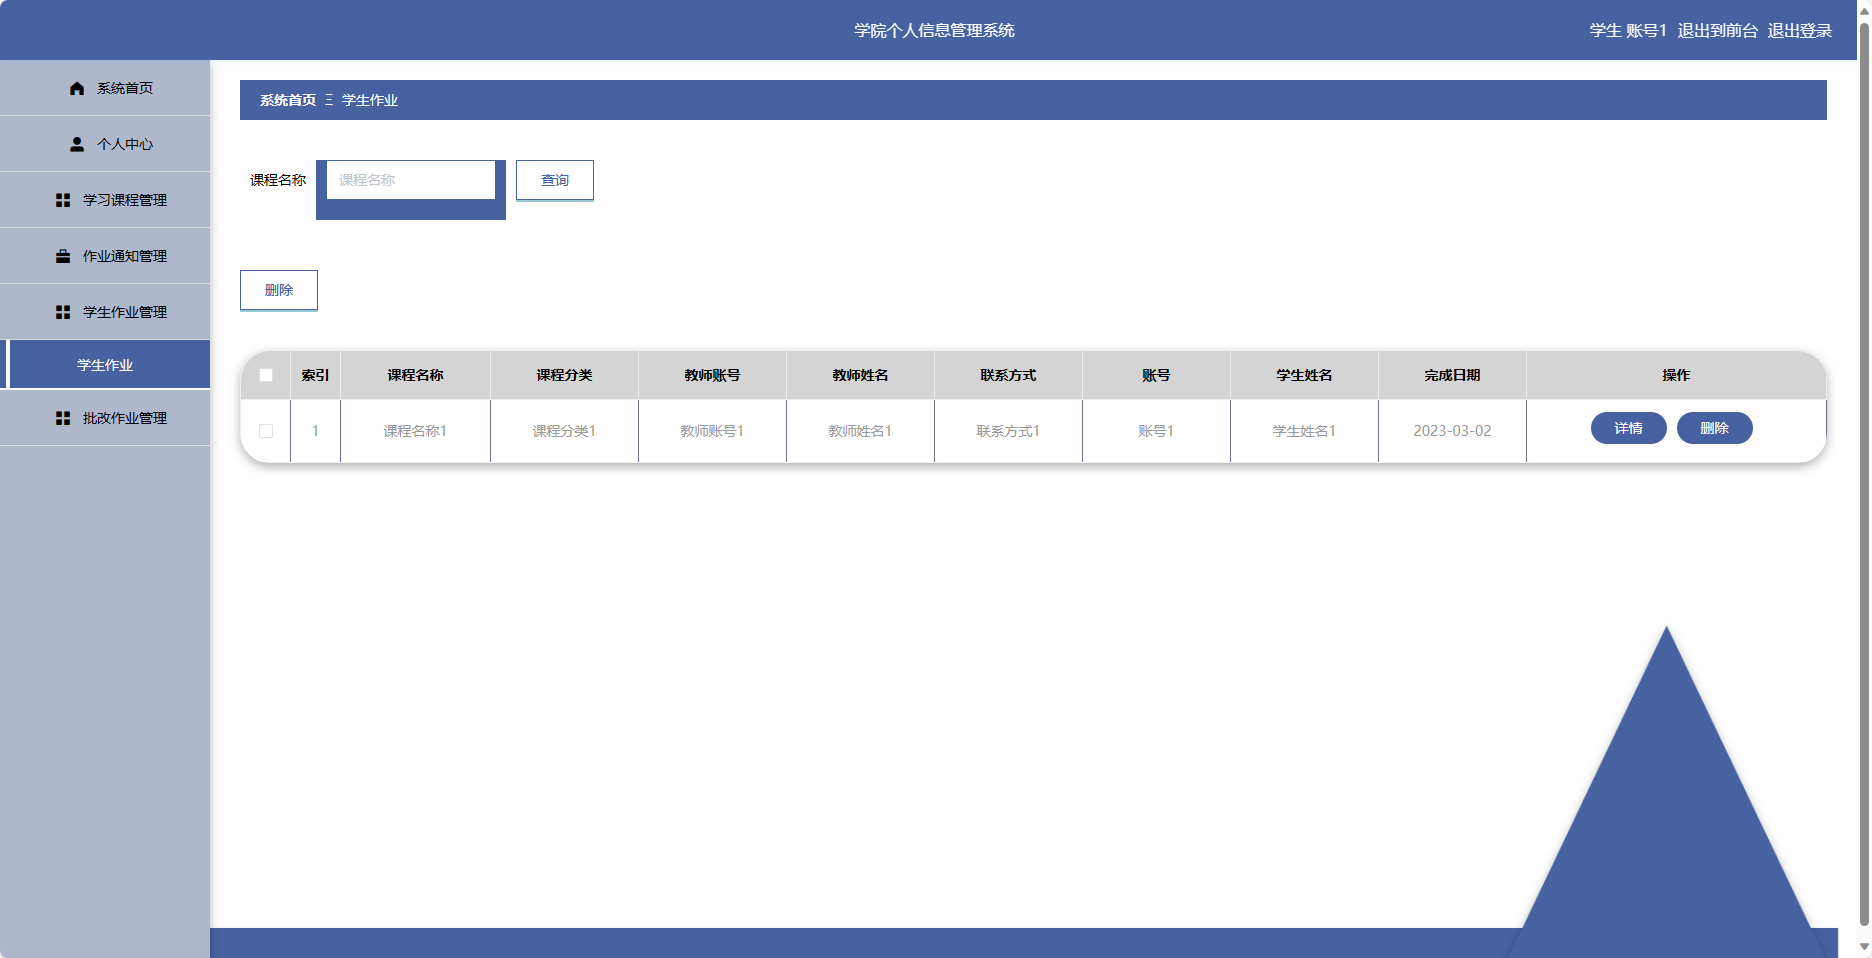 学院个人信息管理系统
学生 账号1 退出到前台 退出登录
系统首页
个人中心
学习课程管理
作业通知管理
学生作业管理
学生作业
批改作业管理
系统首页 Ξ 学生作业
课程名称 课程名称 查询
删除
索引 课程名称 课程分类 教师账号 教师姓名 联系方式 账号 学生姓名 完成日期 操作
1 课程名称1 课程分类1 教师账号1 教师姓名1 联系方式1 账号1 学生姓名1 2023-03-02 详情 删除